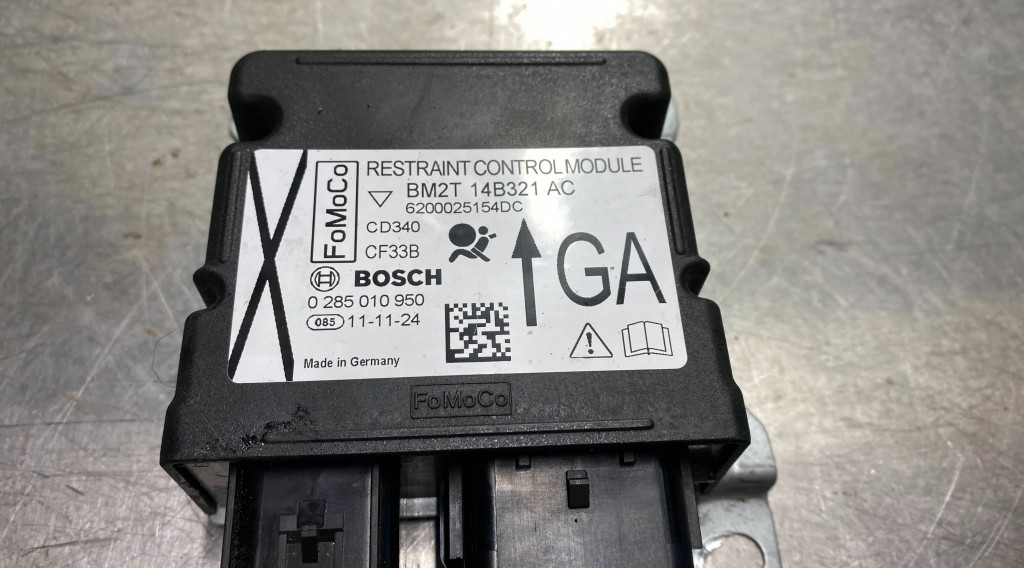 RESTRAINT CONTROL MODULE
FoMoCo
BM2T 14B321 AC
6200025154DC
CD340
CF33B
BOSCH
0 285 010 950
085 11-11-24
GA
Made in Germany
FoMoCo